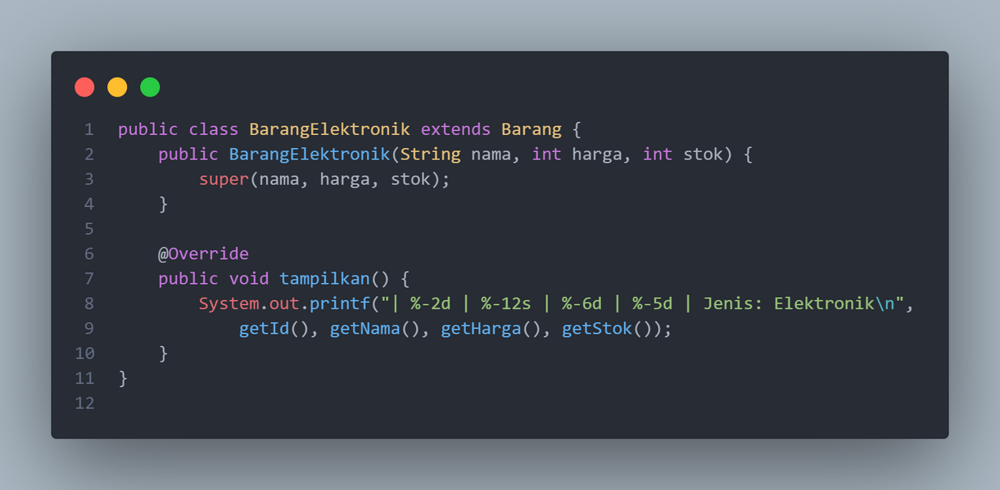 1 public class BarangElektronik extends Barang {
2     public BarangElektronik(String nama, int harga, int stok) {
3         super(nama, harga, stok);
4     }
5
6     @Override
7     public void tampilkan() {
8         System.out.printf("| %-2d | %-12s | %-6d | %-5d | Jenis: Elektronik\n",
9             getId(), getNama(), getHarga(), getStok());
10     }
11 }
12